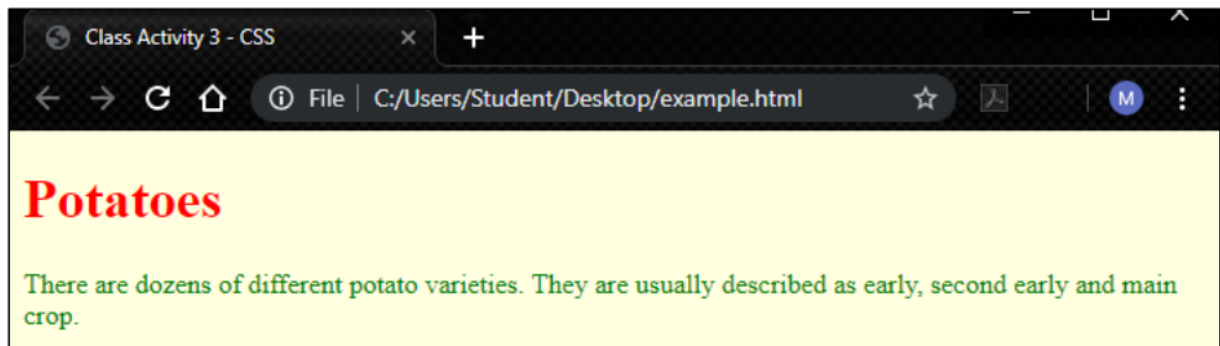 Class Activity 3 - CSS
File C:/Users/Student/Desktop/example.html
M
Potatoes
There are dozens of different potato varieties. They are usually described as early, second early and main
crop.